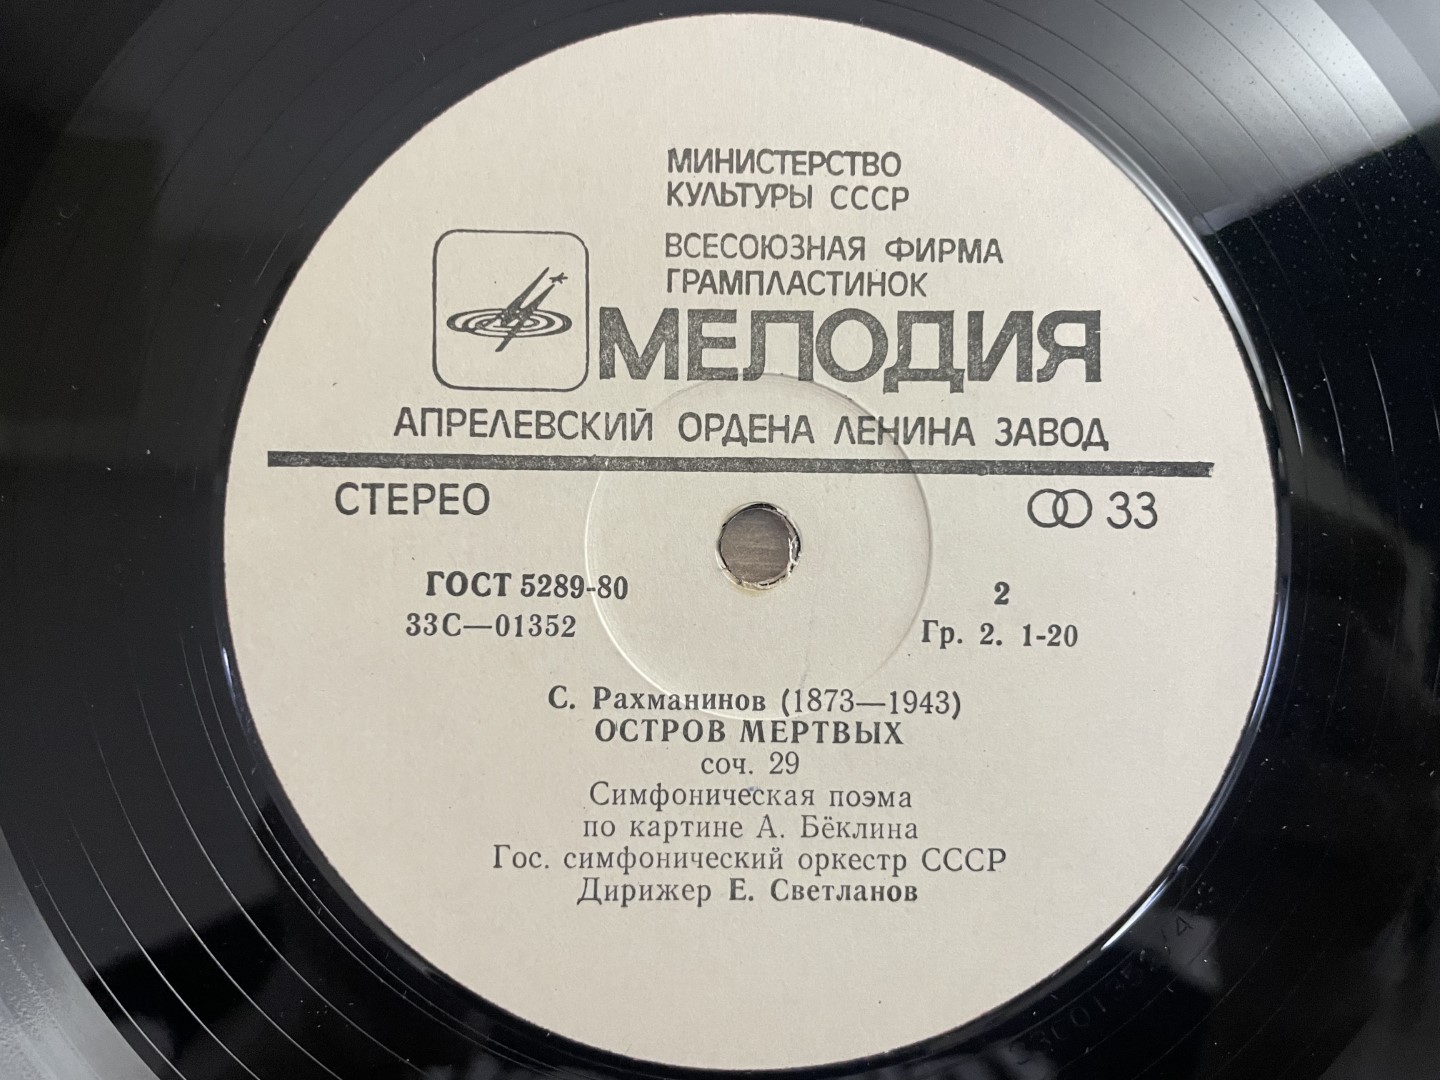 МИНИСТЕРСТВО
КУЛЬТУРЫ СССР
ВСЕСОЮЗНАЯ ФИРМА
ГРАМПЛАСТИНОК
МЕЛОДИЯ
АПРЕЛЕВСКИЙ ОРДЕНА ЛЕНИНА ЗАВОД
СТЕРЕО
33
ГОСТ 5289-80
2
33С—01352
Гр. 2. 1-20
С. Рахманинов (1873—1943)
ОСТРОВ МЕРТВЫХ
соч. 29
Симфоническая поэма
по картине А. Бёклина
Гос. симфонический оркестр СССР
Дирижер Е. Светланов